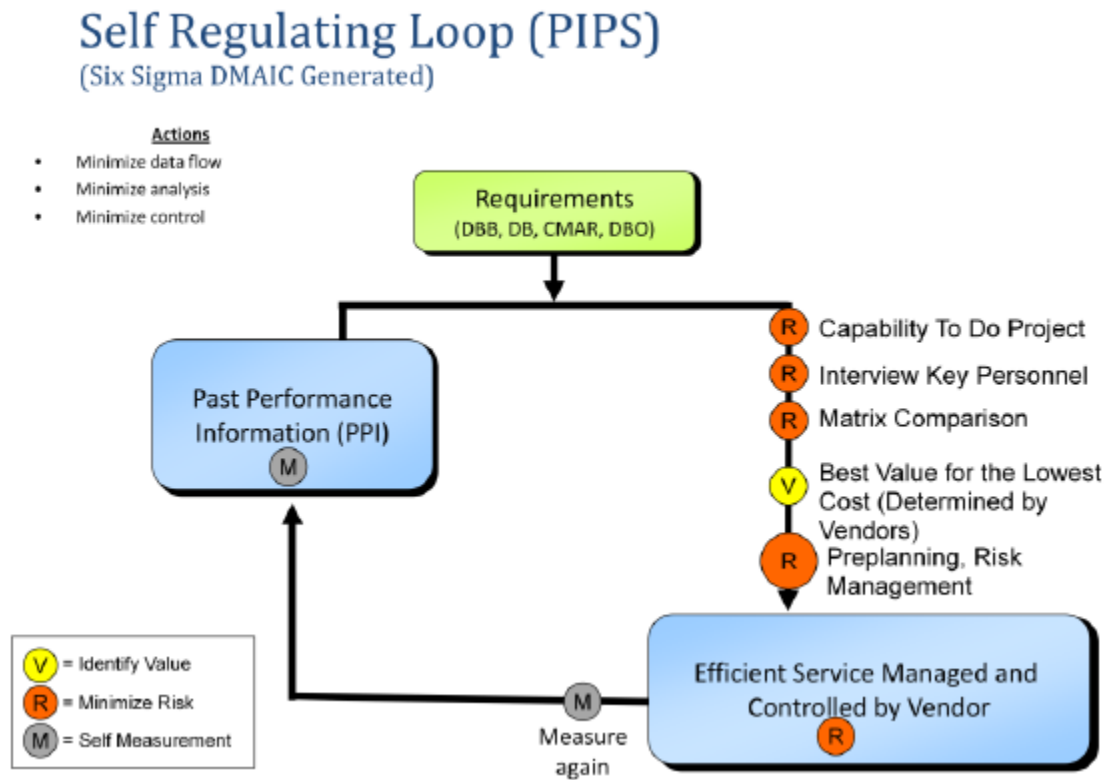 Self Regulating Loop (PIPS)
(Six Sigma DMAIC Generated)
Actions
• Minimize data flow
• Minimize analysis
• Minimize control
Requirements
(DBB, DB, CMAR, DBO)
R Capability To Do Project
R Interview Key Personnel
R Matrix Comparison
V Best Value for the Lowest
Cost (Determined by
Vendors)
R Preplanning, Risk
Management
Past Performance
Information (PPI)
M
Efficient Service Managed and
Controlled by Vendor
R
M
Measure
again
V = Identify Value
R = Minimize Risk
M = Self Measurement